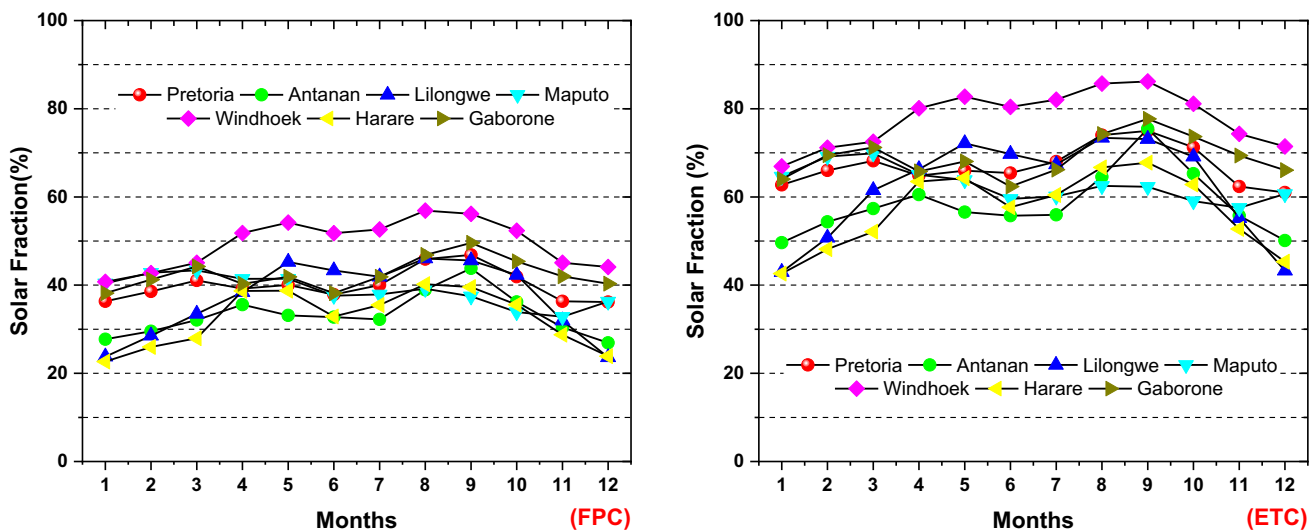 100
80
60
40
20
0
Solar Fraction(%)
Pretoria Antanan Lilongwe Maputo
Windhoek Harare Gaborone
1 2 3 4 5 6 7 8 9 10 11 12
Months
(FPC)
100
80
60
40
20
0
Solar Fraction (%)
Pretoria Antanan Lilongwe Maputo
Windhoek Harare Gaborone
1 2 3 4 5 6 7 8 9 10 11 12
Months
(ETC)